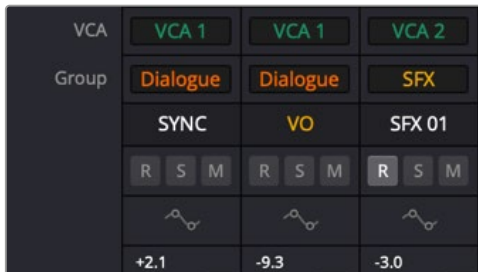 VCA VCA 1 VCA 1 VCA 2
Group Dialogue Dialogue SFX
SYNC VO SFX 01
R S M R S M R S M
+2.1 -9.3 -3.0